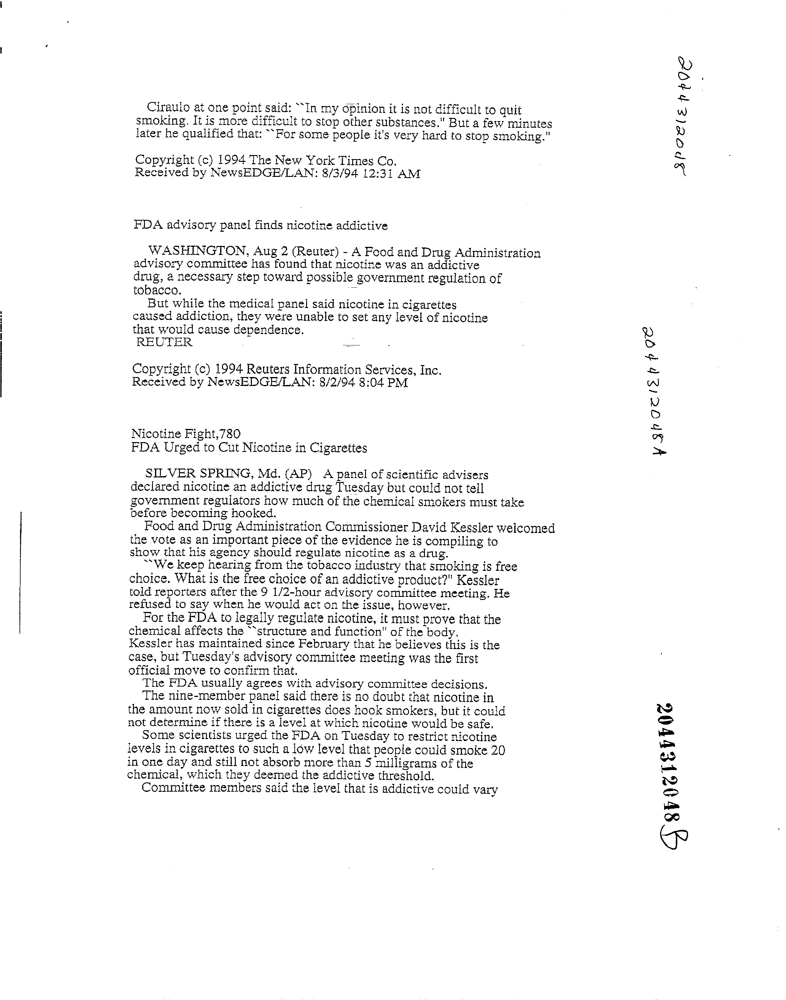 Ciraulo at one point said: ``In my opinion it is not difficult to quit
smoking. It is more difficult to stop other substances." But a few minutes
later he qualified that: ``For some people it's very hard to stop smoking."
Copyright (c) 1994 The New York Times Co.
Received by NewsEDGE/LAN: 8/3/94 12:31 AM
FDA advisory panel finds nicotine addictive
WASHINGTON, Aug 2 (Reuter) - A Food and Drug Administration
advisory committee has found that nicotine was an addictive
drug, a necessary step toward possible government regulation of
tobacco.
But while the medical panel said nicotine in cigarettes
caused addiction, they were unable to set any level of nicotine
that would cause dependence.
REUTER
Copyright (c) 1994 Reuters Information Services, Inc.
Received by NewsEDGE/LAN: 8/2/94 8:04 PM
Nicotine Fight,780
FDA Urged to Cut Nicotine in Cigarettes
SILVER SPRING, Md. (AP) A panel of scientific advisers
declared nicotine an addictive drug Tuesday but could not tell
government regulators how much of the chemical smokers must take
before becoming hooked.
Food and Drug Administration Commissioner David Kessler welcomed
the vote as an important piece of the evidence he is compiling to
show that his agency should regulate nicotine as a drug.
``We keep hearing from the tobacco industry that smoking is free
choice. What is the free choice of an addictive product?" Kessler
told reporters after the 9 1/2-hour advisory committee meeting. He
refused to say when he would act on the issue, however.
For the FDA to legally regulate nicotine, it must prove that the
chemical affects the ``structure and function" of the body.
Kessler has maintained since February that he believes this is the
case, but Tuesday's advisory committee meeting was the first
official move to confirm that.
The FDA usually agrees with advisory committee decisions.
The nine-member panel said there is no doubt that nicotine in
the amount now sold in cigarettes does hook smokers, but it could
not determine if there is a level at which nicotine would be safe.
Some scientists urged the FDA on Tuesday to restrict nicotine
levels in cigarettes to such a low level that people could smoke 20
in one day and still not absorb more than 5 milligrams of the
chemical, which they deemed the addictive threshold.
Committee members said the level that is addictive could vary
2044312048
2044312048A
2044312048B